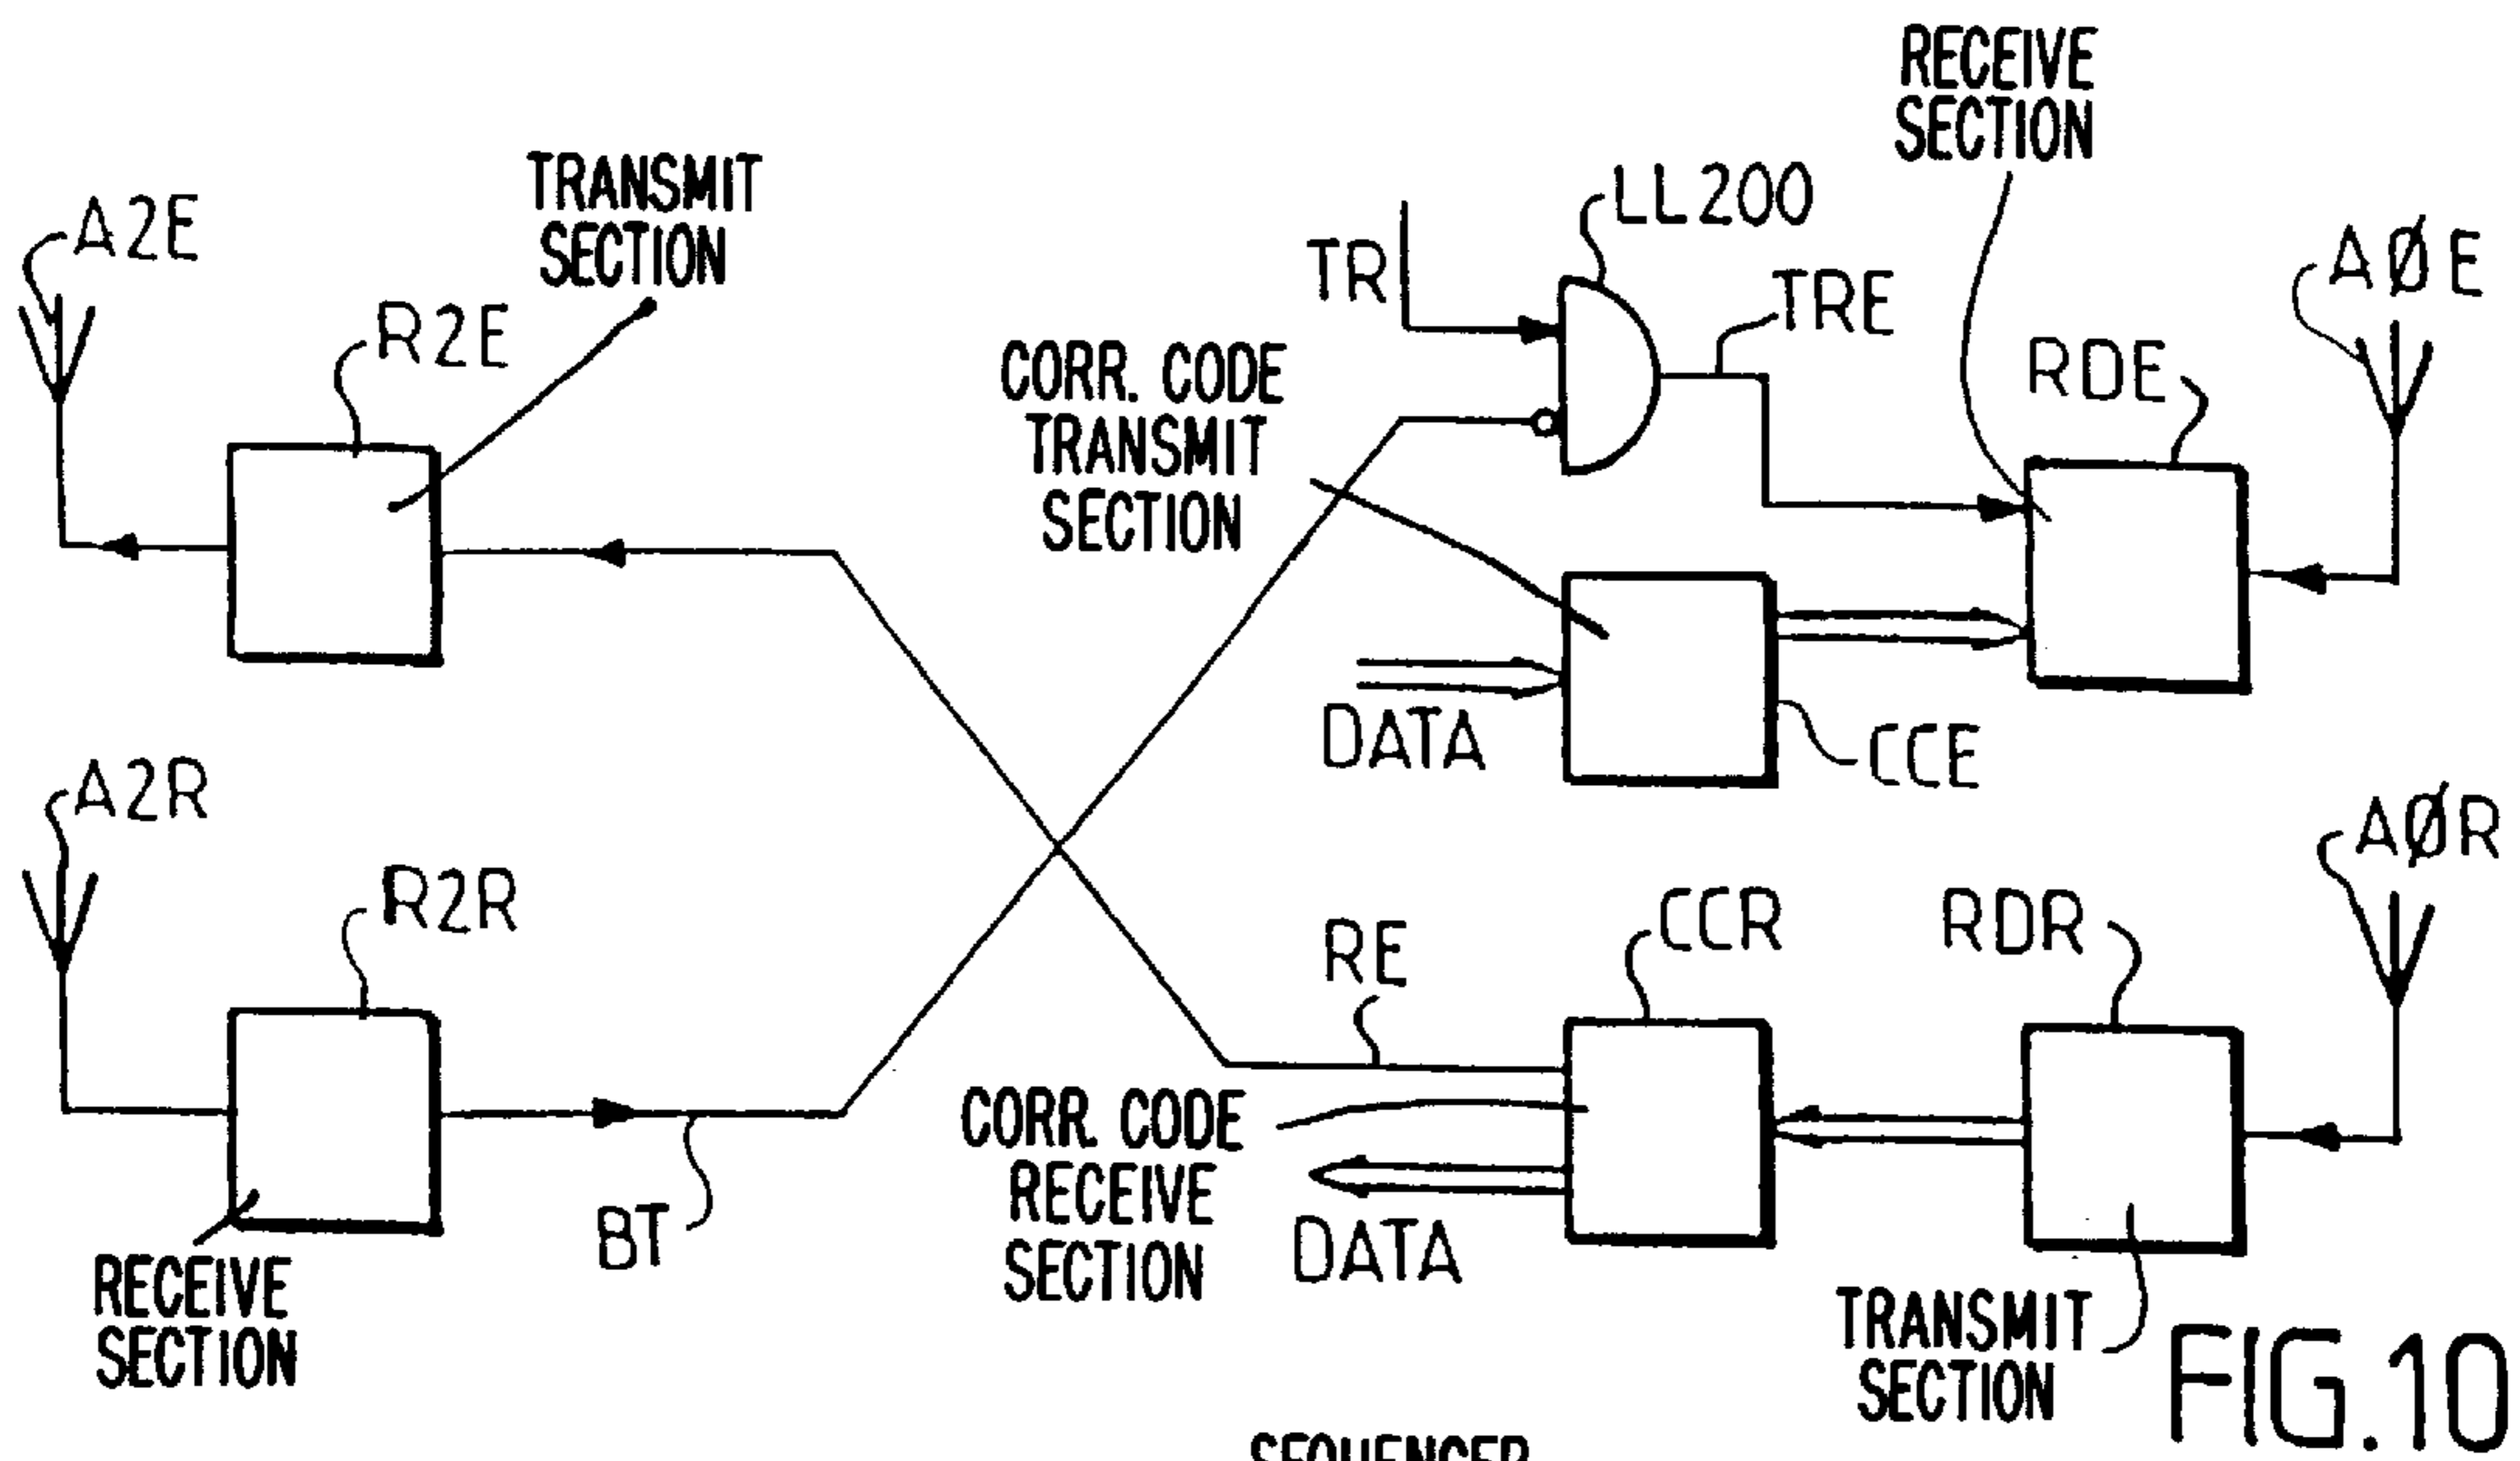 RECEIVE
SECTION
TRANSMIT
SECTION
A2E
R2E
LL200
TR
TRE
AØE
RDE
CORR. CODE
TRANSMIT
SECTION
DATA
CCE
A2R
R2R
AØR
RE
CCR
RDR
CORR. CODE
RECEIVE
SECTION
BT
DATA
RECEIVE
SECTION
TRANSMIT
SECTION
FIG.10
SEQUENCER